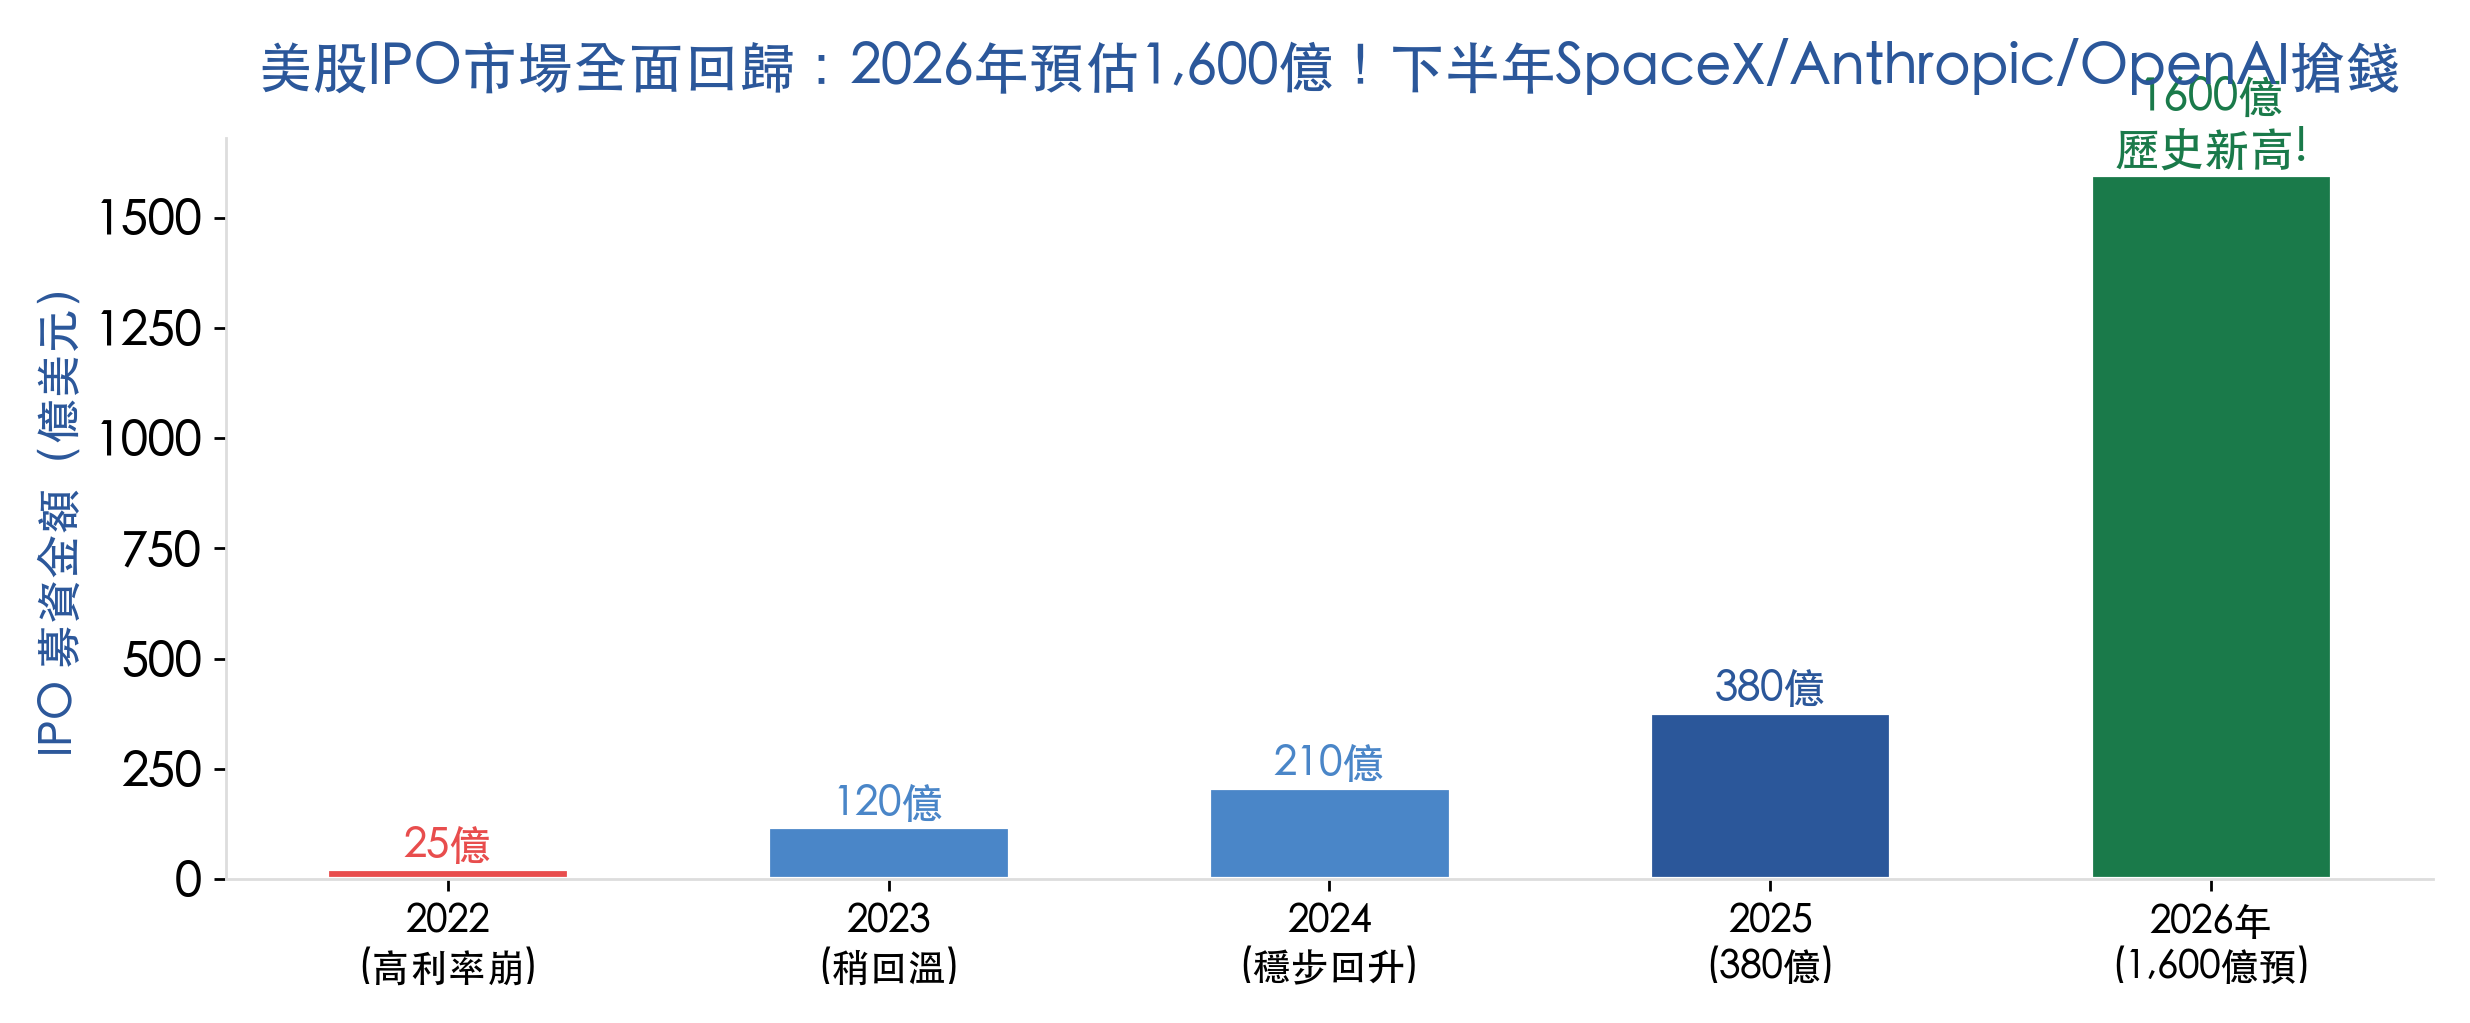 美股IPO市場全面回歸：2026年預估1,600億！下半年SpaceX/Anthropic/OpenAI搶錢
1600億
歷史新高!
IPO 募資金額（億美元）
1500
1250
1000
750
500
250
0
25億
120億
210億
380億
2022
(高利率崩)
2023
(稍回溫)
2024
(穩步回升)
2025
(380億)
2026年
(1,600億預)